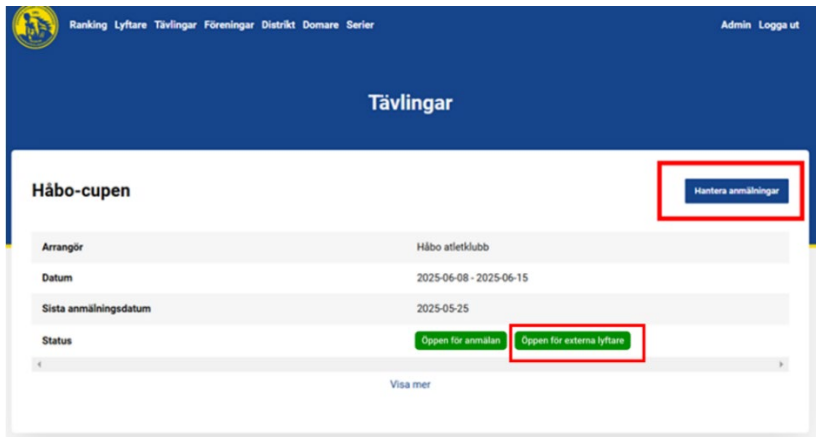 Ranking Lyftare Tävlingar Föreningar Distrikt Domare Serier Admin Logga ut
Tävlingar
Håbo-cupen Hantera anmälningar
Arrangör Håbo atletklubb
Datum 2025-06-08 - 2025-06-15
Sista anmälningsdatum 2025-05-25
Status Öppen för anmälan Öppen för externa lyftare
Visa mer